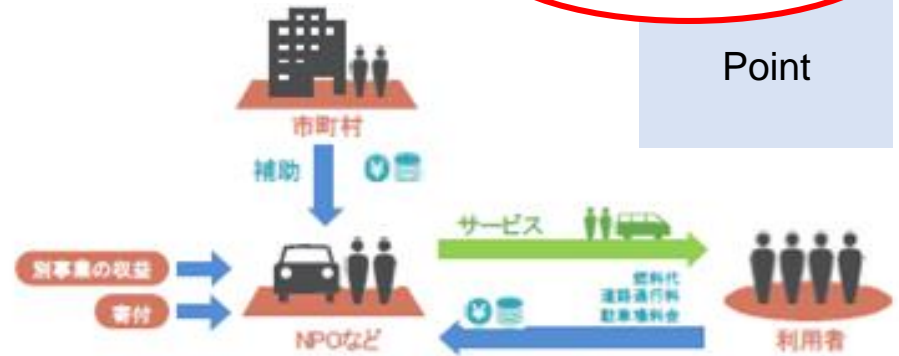 Point
市町村
補助
サービス
別事業の収益
寄付
燃料代
道路通行料
駐車場料金
NPOなど
利用者